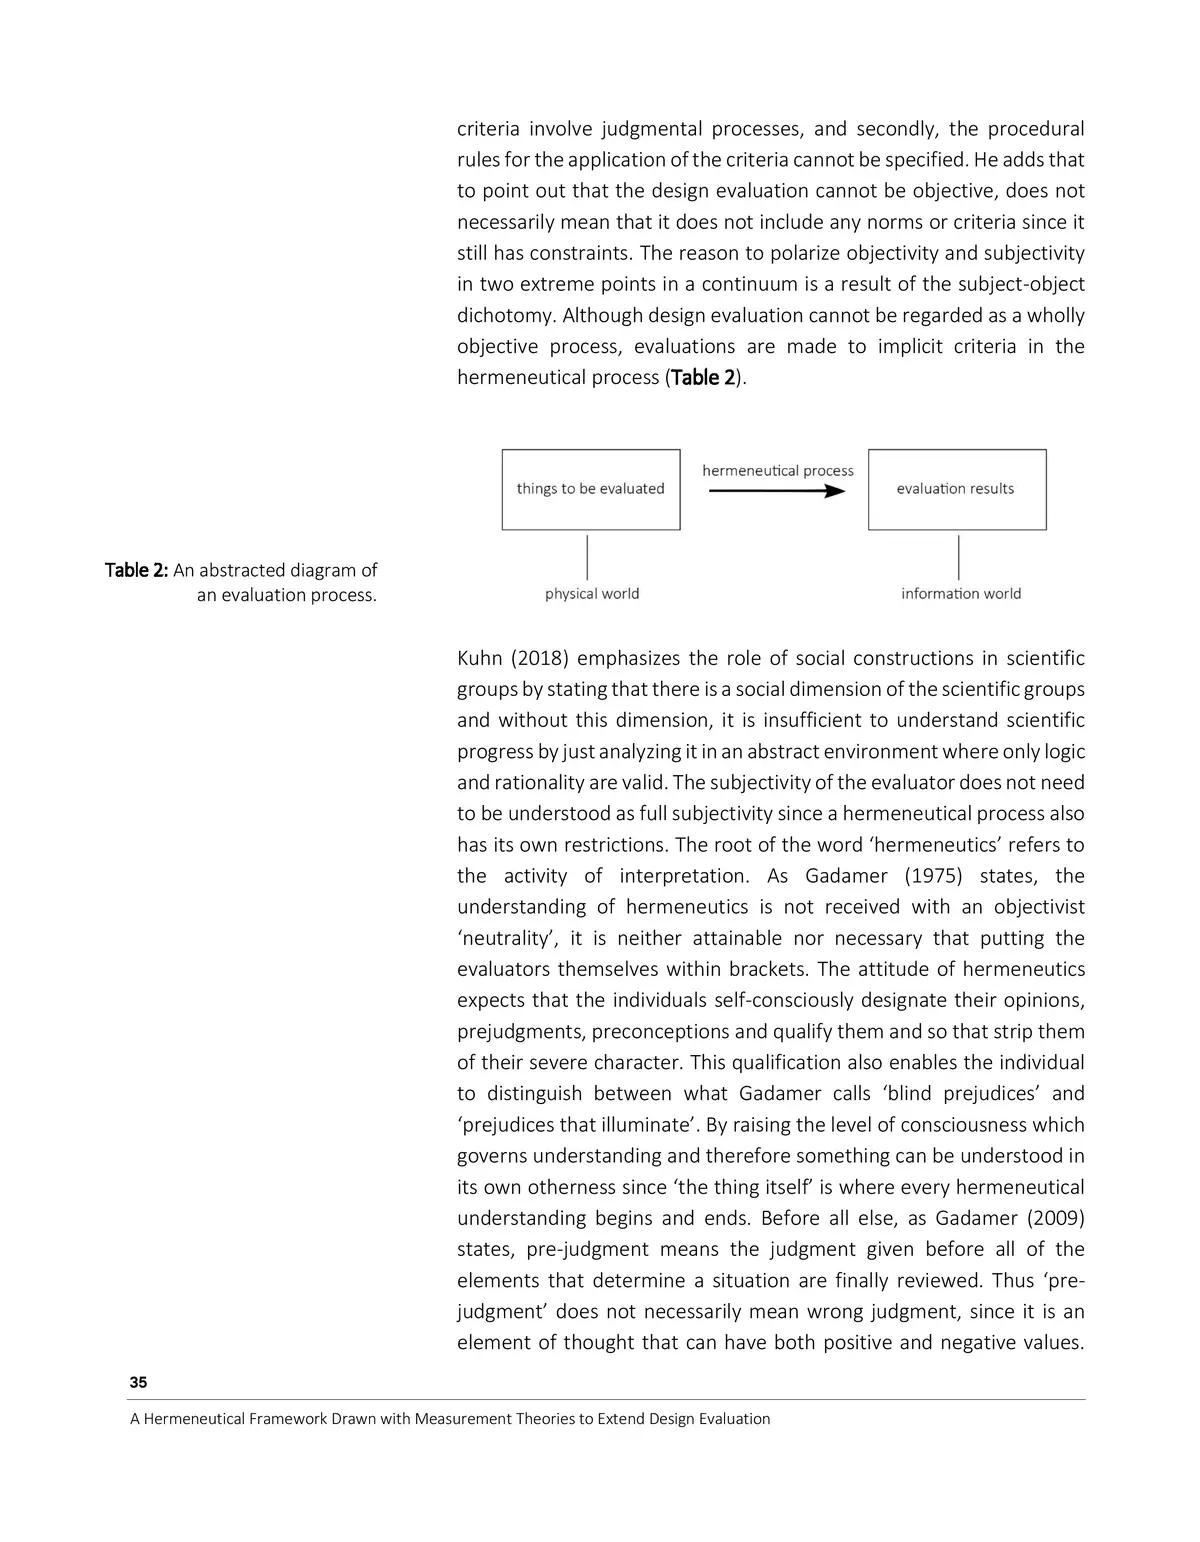 criteria involve judgmental processes, and secondly, the procedural
rules for the application of the criteria cannot be specified. He adds that
to point out that the design evaluation cannot be objective, does not
necessarily mean that it does not include any norms or criteria since it
still has constraints. The reason to polarize objectivity and subjectivity
in two extreme points in a continuum is a result of the subject-object
dichotomy. Although design evaluation cannot be regarded as a wholly
objective process, evaluations are made to implicit criteria in the
hermeneutical process (Table 2).
things to be evaluated
hermeneutical process
evaluation results
physical world
information world
Table 2: An abstracted diagram of
an evaluation process.
Kuhn (2018) emphasizes the role of social constructions in scientific
groups by stating that there is a social dimension of the scientific groups
and without this dimension, it is insufficient to understand scientific
progress by just analyzing it in an abstract environment where only logic
and rationality are valid. The subjectivity of the evaluator does not need
to be understood as full subjectivity since a hermeneutical process also
has its own restrictions. The root of the word ‘hermeneutics’ refers to
the activity of interpretation. As Gadamer (1975) states, the
understanding of hermeneutics is not received with an objectivist
‘neutrality’, it is neither attainable nor necessary that putting the
evaluators themselves within brackets. The attitude of hermeneutics
expects that the individuals self-consciously designate their opinions,
prejudgments, preconceptions and qualify them and so that strip them
of their severe character. This qualification also enables the individual
to distinguish between what Gadamer calls ‘blind prejudices’ and
‘prejudices that illuminate’. By raising the level of consciousness which
governs understanding and therefore something can be understood in
its own otherness since ‘the thing itself’ is where every hermeneutical
understanding begins and ends. Before all else, as Gadamer (2009)
states, pre-judgment means the judgment given before all of the
elements that determine a situation are finally reviewed. Thus ‘pre-
judgment’ does not necessarily mean wrong judgment, since it is an
element of thought that can have both positive and negative values.
35
A Hermeneutical Framework Drawn with Measurement Theories to Extend Design Evaluation